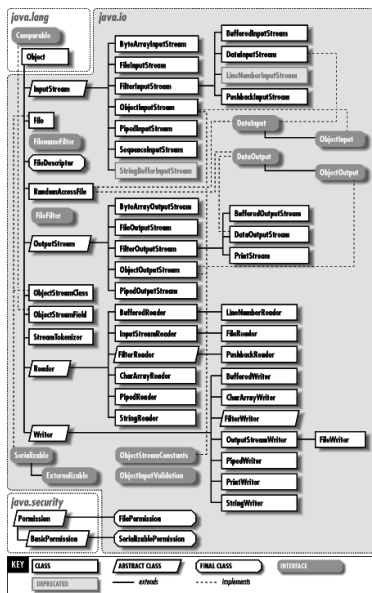 java.lang
java.io
Comparable
Object
InputStream
File
FilenameFilter
FileDescriptor
RandomAccessFile
FileFilter
OutputStream
ObjectStreamClass
ObjectStreamField
StreamTokenizer
Reader
Writer
Serializable
Externalizable
ByteArrayInputStream
FileInputStream
FilterInputStream
ObjectInputStream
PipedInputStream
SequenceInputStream
StringBufferInputStream
BufferedInputStream
DataInputStream
LineNumberInputStream
PushbackInputStream
DataInput
ObjectInput
DataOutput
ObjectOutput
ByteArrayOutputStream
FileOutputStream
FilterOutputStream
ObjectOutputStream
PipedOutputStream
BufferedOutputStream
DataOutputStream
PrintStream
BufferedReader
InputStreamReader
FilterReader
CharArrayReader
PipedReader
StringReader
LineNumberReader
FileReader
PushbackReader
BufferedWriter
CharArrayWriter
FilterWriter
OutputStreamWriter
FileWriter
PipedWriter
PrintWriter
StringWriter
ObjectStreamConstants
ObjectInputValidation
java.security
Permission
BasicPermission
FilePermission
SerializablePermission
KEY
CLASS
ABSTRACT CLASS
FINAL CLASS
INTERFACE
DEPRECATED
extends
implements